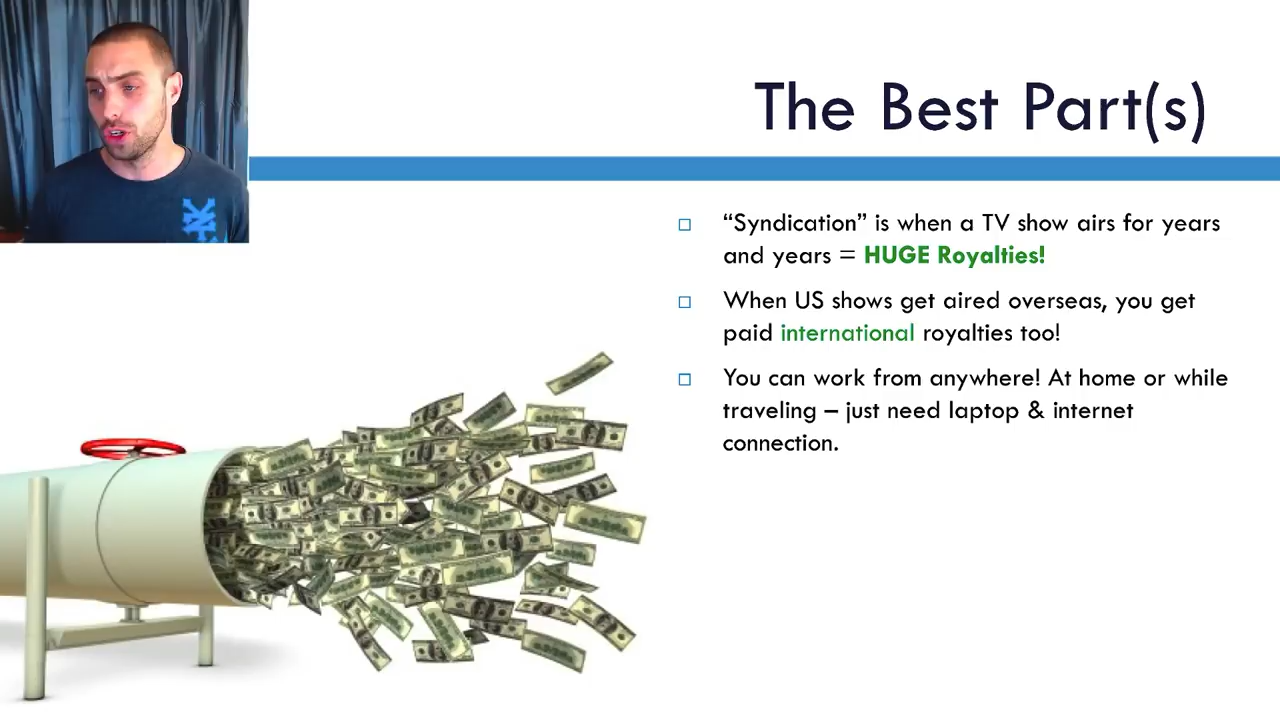 The Best Part(s)
“Syndication” is when a TV show airs for years
and years = HUGE Royalties!
When US shows get aired overseas, you get
paid international royalties too!
You can work from anywhere! At home or while
traveling – just need laptop & internet
connection.